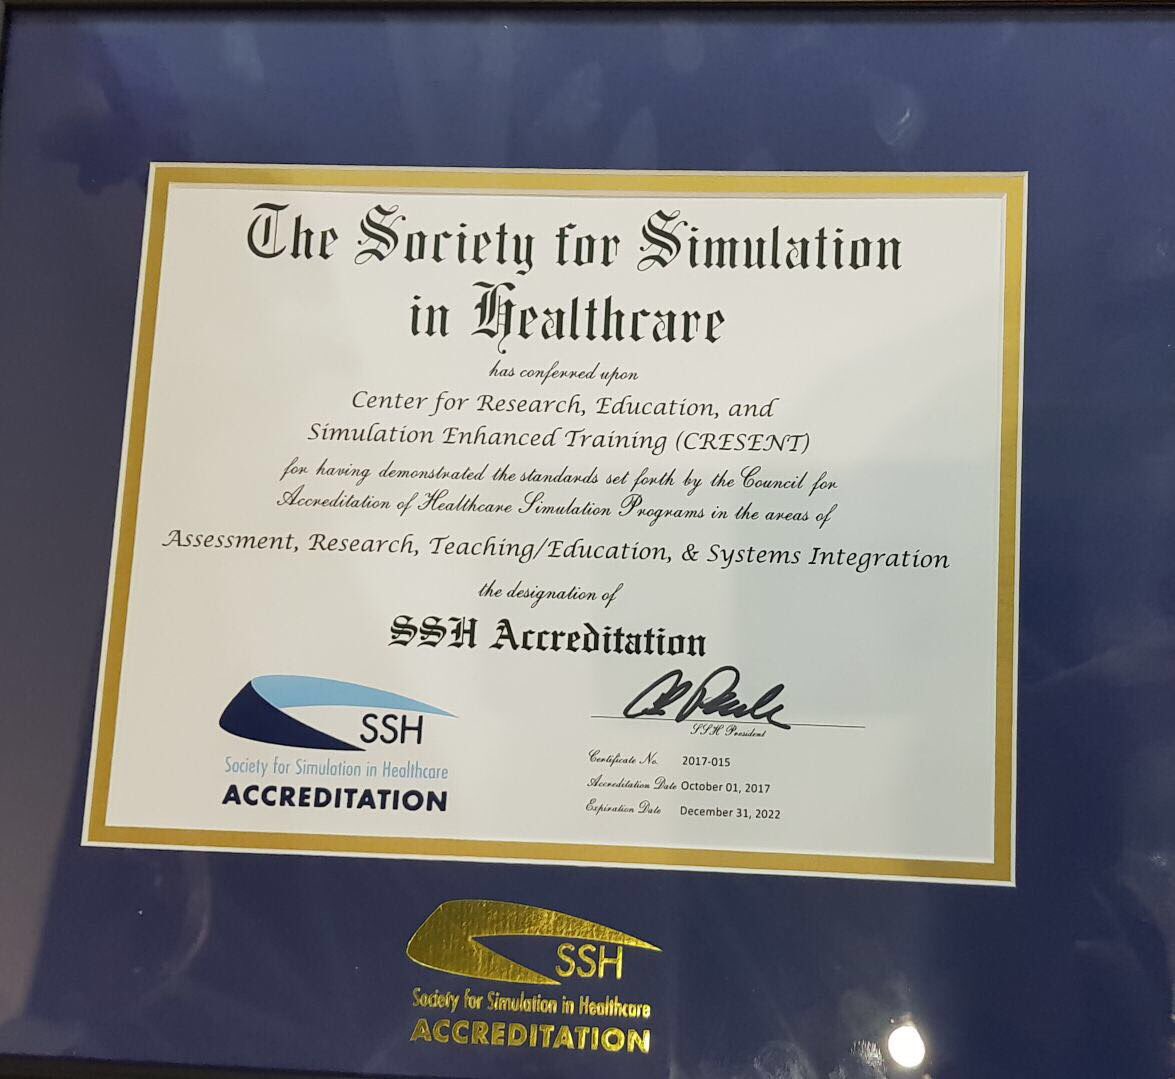 The Society for Simulation
in Healthcare
has conferred upon
Center for Research, Education, and
Simulation Enhanced Training (CRESENT)
for having demonstrated the standards set forth by the Council for
Accreditation of Healthcare Simulation Programs in the areas of
Assessment, Research, Teaching/Education, & Systems Integration
the designation of
SSH Accreditation
SSH
Society for Simulation in Healthcare
ACCREDITATION
SSH President
Certificate No. 2017-015
Accreditation Date October 01, 2017
Expiration Date December 31, 2022
SSH
Society for Simulation in Healthcare
ACCREDITATION